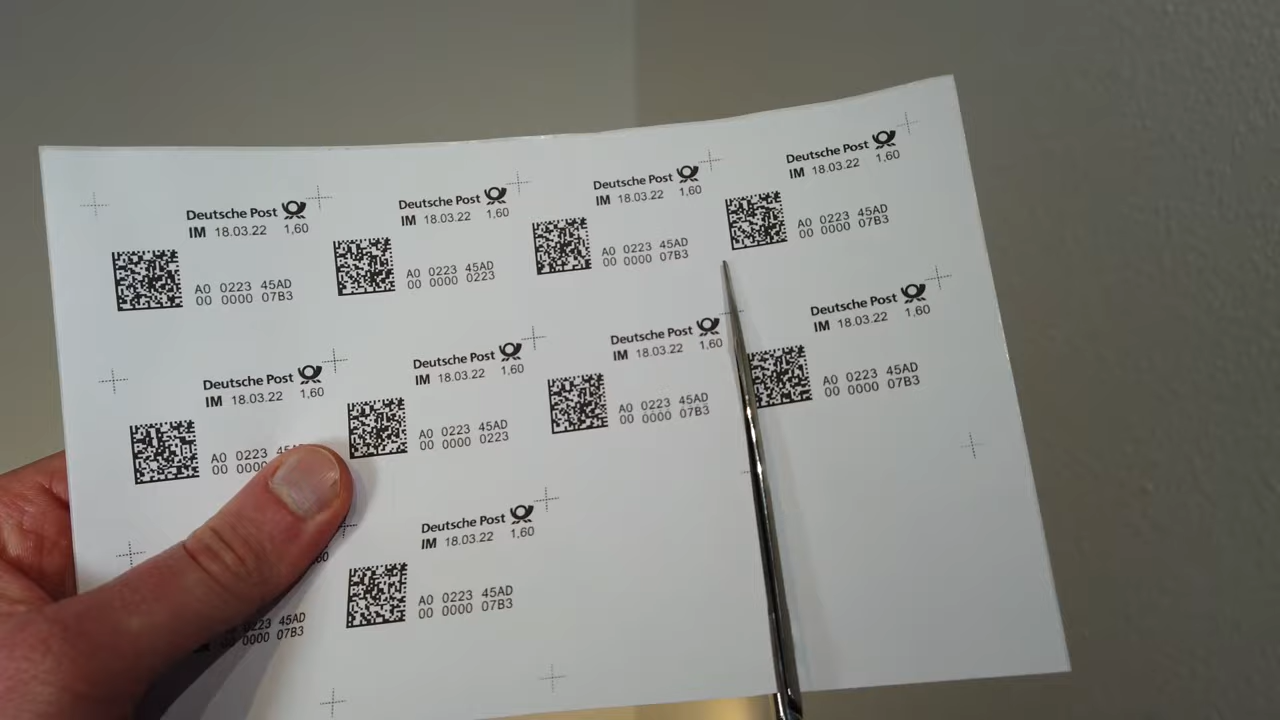 Deutsche Post
IM 18.03.22 1,60
A0 0223 45AD
00 0000 07B3
Deutsche Post
IM 18.03.22 1,60
A0 0223 45AD
00 0000 0223
Deutsche Post
IM 18.03.22 1,60
A0 0223 45AD
00 0000 07B3
Deutsche Post
IM 18.03.22 1,60
A0 0223 45AD
00 0000 07B3
Deutsche Post
IM 18.03.22 1,60
A0 0223
00 0000
Deutsche Post
IM 18.03.22 1,60
A0 0223 45AD
00 0000 0223
Deutsche Post
IM 18.03.22 1,60
A0 0223 45AD
00 0000 07B3
Deutsche Post
IM 18.03.22 1,60
A0 0223 45AD
00 0000 07B3
45AD
0000 07B3
Deutsche Post
IM 18.03.22 1,60
A0 0223 45AD
00 0000 07B3